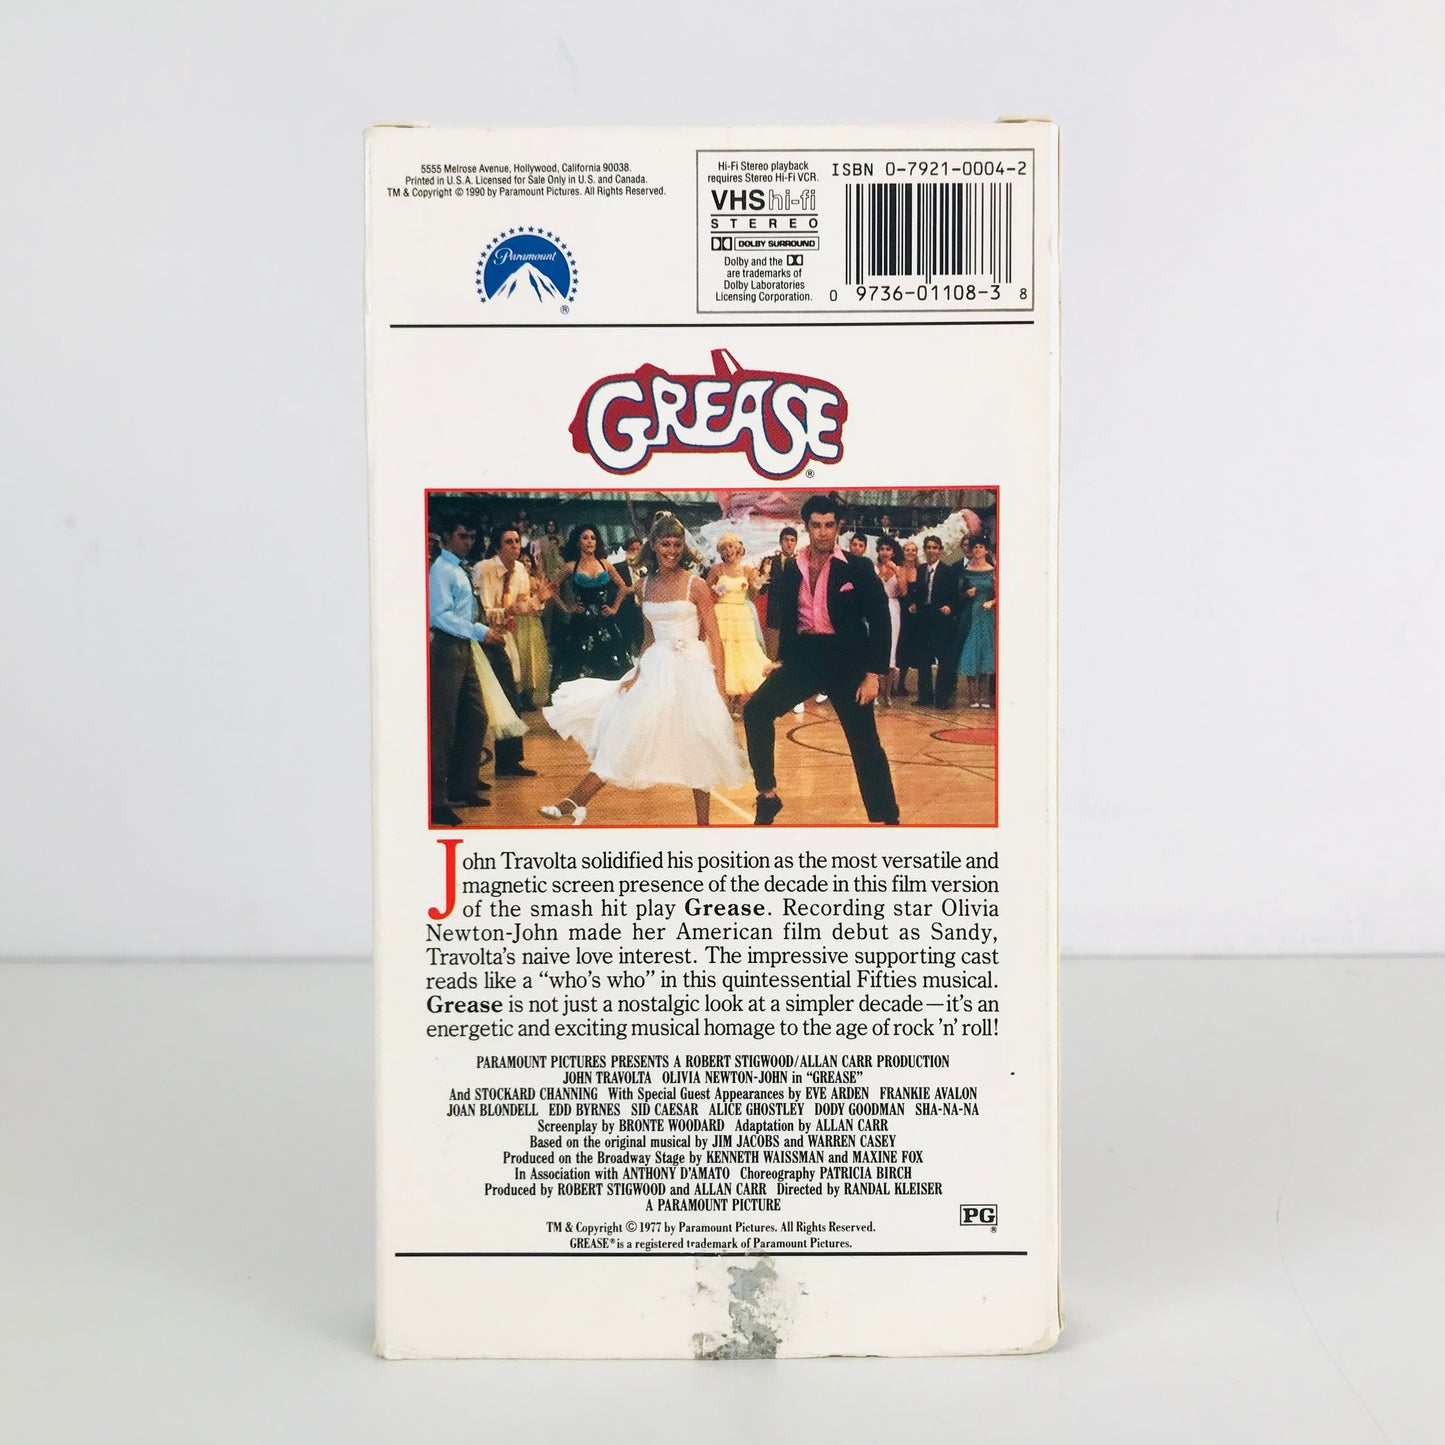 5555 Melrose Avenue, Hollywood, California 90038.
Printed in U.S.A. Licensed for Sale Only in U.S. and Canada.
TM & Copyright © 1990 by Paramount Pictures. All Rights Reserved.
Paramount
®
Hi-Fi Stereo playback
requires Stereo Hi-Fi VCR.
VHS hi-fi
STEREO
DOLBY SURROUND
Dolby and the
are trademarks of
Dolby Laboratories
Licensing Corporation.
ISBN 0-7921-0004-2
0 9736-01108-3 8
GREASE
®
John Travolta solidified his position as the most versatile and
magnetic screen presence of the decade in this film version
of the smash hit play Grease. Recording star Olivia
Newton-John made her American film debut as Sandy,
Travolta's naive love interest. The impressive supporting cast
reads like a “who's who” in this quintessential Fifties musical.
Grease is not just a nostalgic look at a simpler decade—it's an
energetic and exciting musical homage to the age of rock 'n' roll!
PARAMOUNT PICTURES PRESENTS A ROBERT STIGWOOD/ALLAN CARR PRODUCTION
JOHN TRAVOLTA OLIVIA NEWTON-JOHN in “GREASE”
And STOCKARD CHANNING With Special Guest Appearances by EVE ARDEN FRANKIE AVALON
JOAN BLONDELL EDD BYRNES SID CAESAR ALICE GHOSTLEY DODY GOODMAN SHA-NA-NA
Screenplay by BRONTE WOODARD Adaptation by ALLAN CARR
Based on the original musical by JIM JACOBS and WARREN CASEY
Produced on the Broadway Stage by KENNETH WAISSMAN and MAXINE FOX
In Association with ANTHONY D'AMATO Choreography PATRICIA BIRCH
Produced by ROBERT STIGWOOD and ALLAN CARR Directed by RANDAL KLEISER
A PARAMOUNT PICTURE
PG
®
TM & Copyright © 1977 by Paramount Pictures. All Rights Reserved.
GREASE® is a registered trademark of Paramount Pictures.